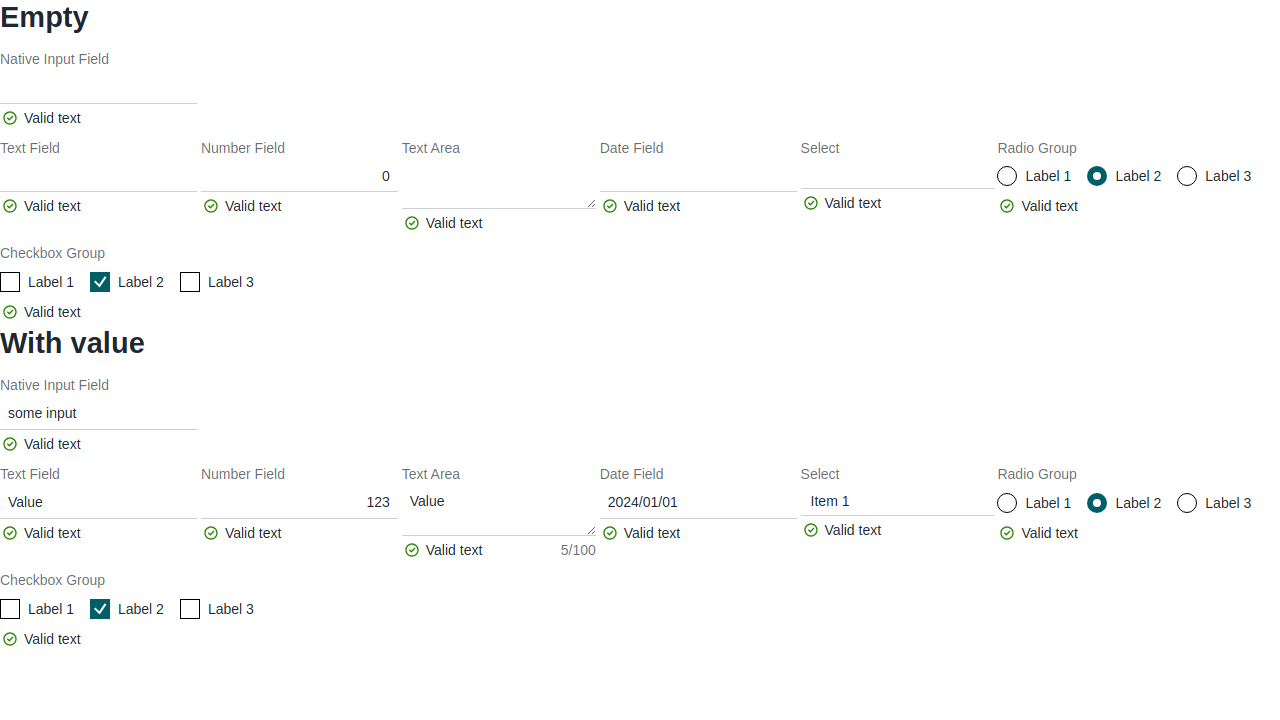 Empty
Native Input Field
Valid text
Text Field Number Field Text Area Date Field Select Radio Group
0 Label 1 Label 2 Label 3
Valid text Valid text Valid text Valid text Valid text Valid text
Checkbox Group
Label 1 Label 2 Label 3
Valid text
With value
Native Input Field
some input
Valid text
Text Field Number Field Text Area Date Field Select Radio Group
Value 123 Value 2024/01/01 Item 1 Label 1 Label 2 Label 3
Valid text Valid text Valid text 5/100 Valid text Valid text Valid text
Checkbox Group
Label 1 Label 2 Label 3
Valid text